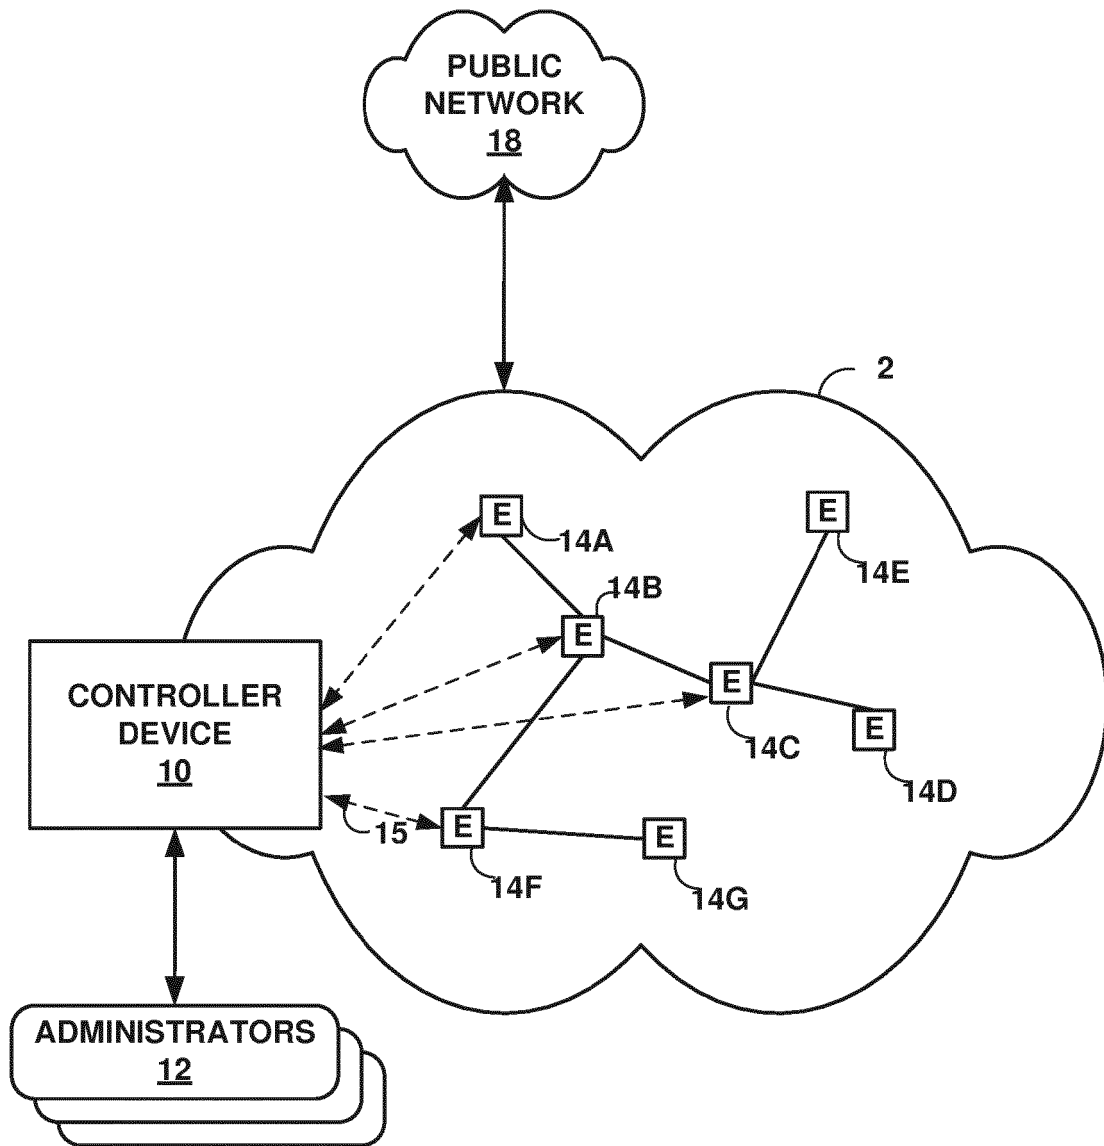 PUBLIC
NETWORK
18
2
E
14A
E
14E
14B
E
E
14C
E
14D
CONTROLLER
DEVICE
10
15
E
14F
E
14G
ADMINISTRATORS
12